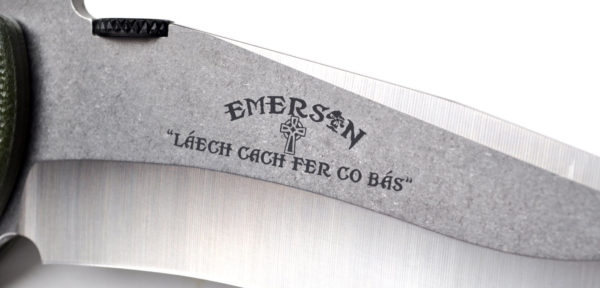 EMERSON
"LÁECH CACH FER CO BÁS"